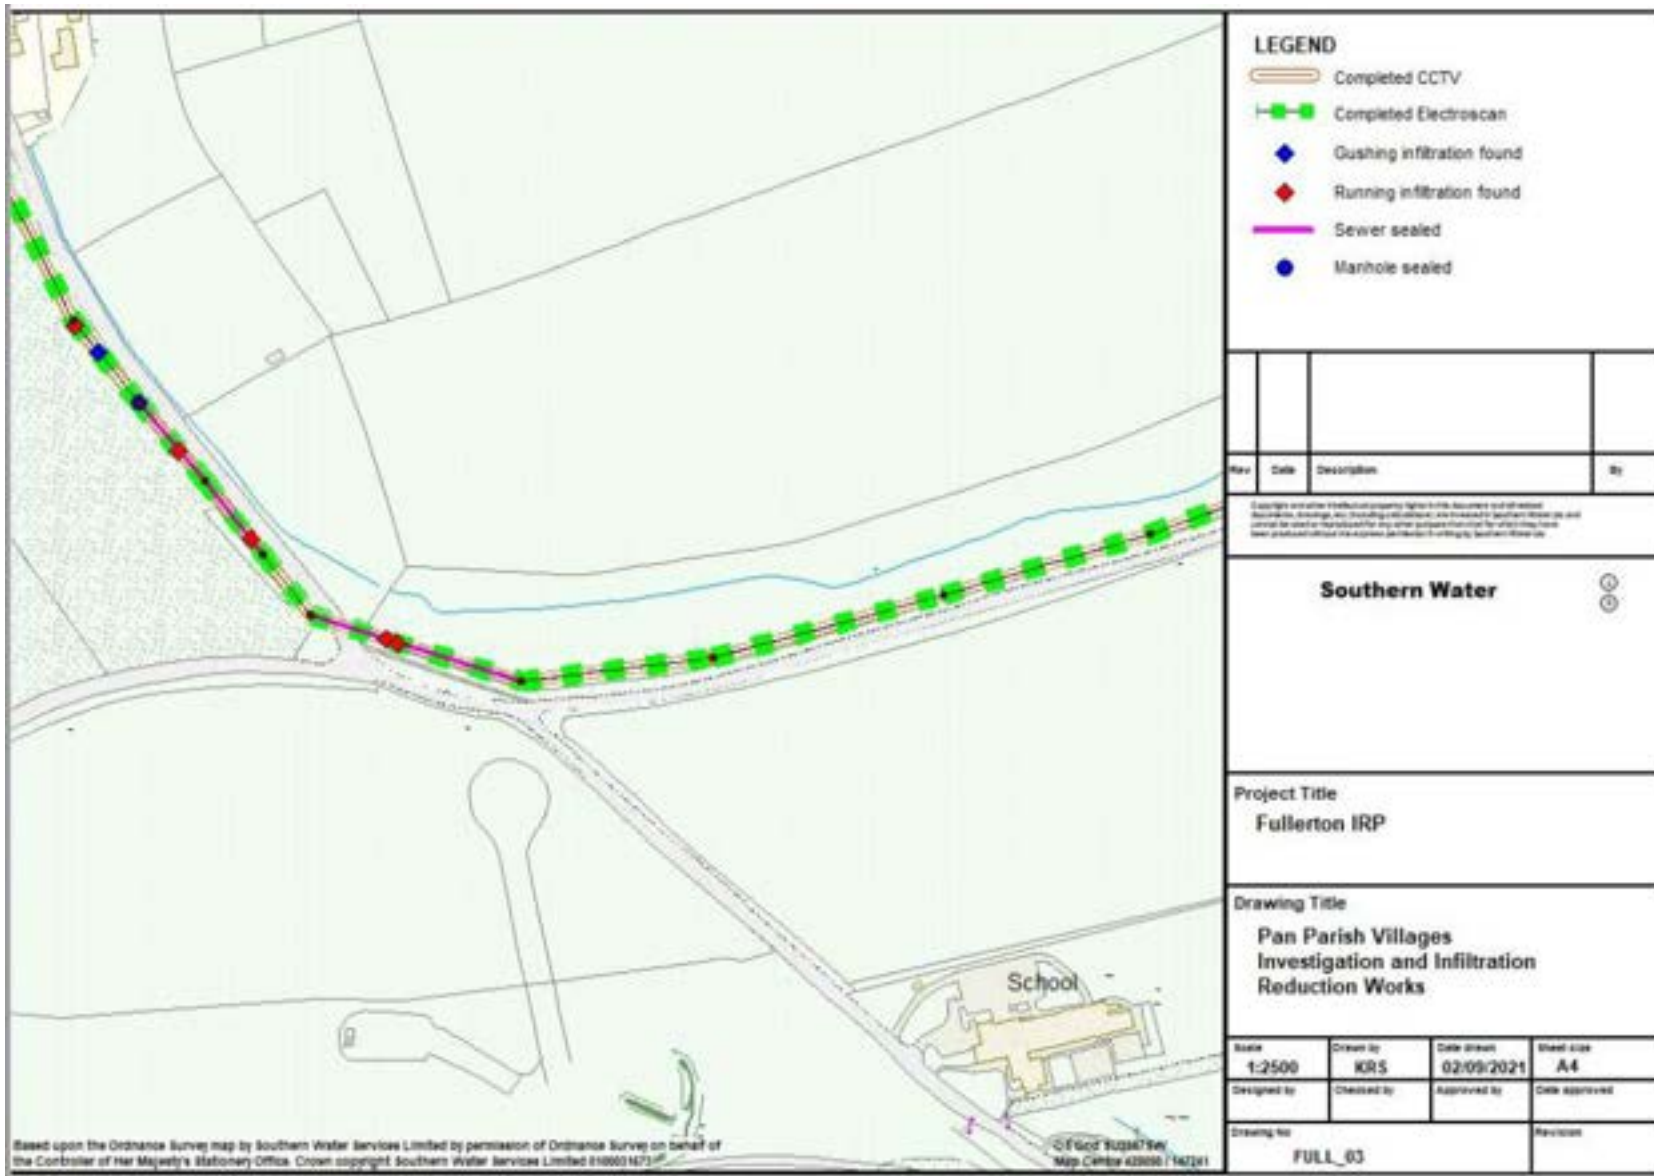 LEGEND
Completed CCTV
Completed Electroscan
Gushing infiltration found
Running infiltration found
Sewer sealed
Manhole sealed
Rev Date Description By
Southern Water
Project Title
Fullerton IRP
Drawing Title
Pan Parish Villages
Investigation and Infiltration
Reduction Works
Scale Drawn by Date drawn Sheet size
1:2500 KRS 02/09/2021 A4
Designed by Checked by Approved by Date approved
Drawing No Revision
FULL_03
School
Based upon the Ordnance Survey map by Southern Water Services Limited by permission of Ordnance Survey on behalf of
the Controller of Her Majesty's Stationery Office. Crown copyright Southern Water Services Limited